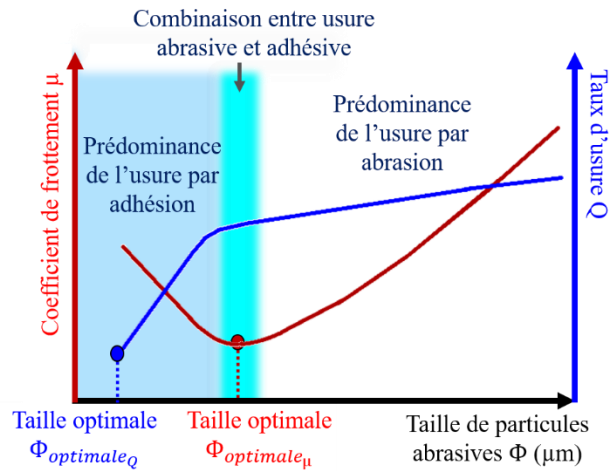 Combinaison entre usure
abrasive et adhésive
Coefficient de frottement µ
Taux d'usure Q
Prédominance
de l'usure par
adhésion
Prédominance
de l'usure par
abrasion
Taille optimale
Φoptimale_Q
Taille optimale
Φoptimale_µ
Taille de particules
abrasives Φ (µm)